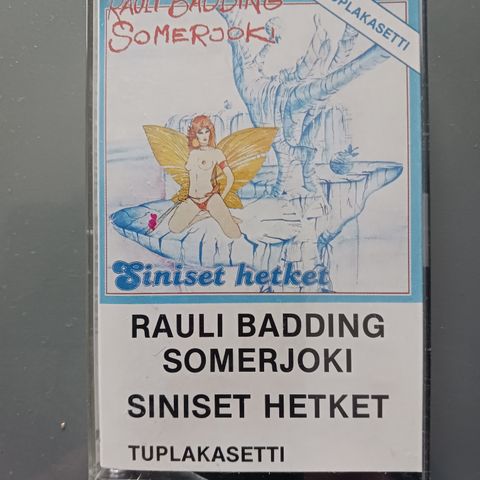 RAULI BADDING
SOMERJOKI
TUPLAKASETTI
Siniset hetket
RAULI BADDING
SOMERJOKI
SINISET HETKET
TUPLAKASETTI